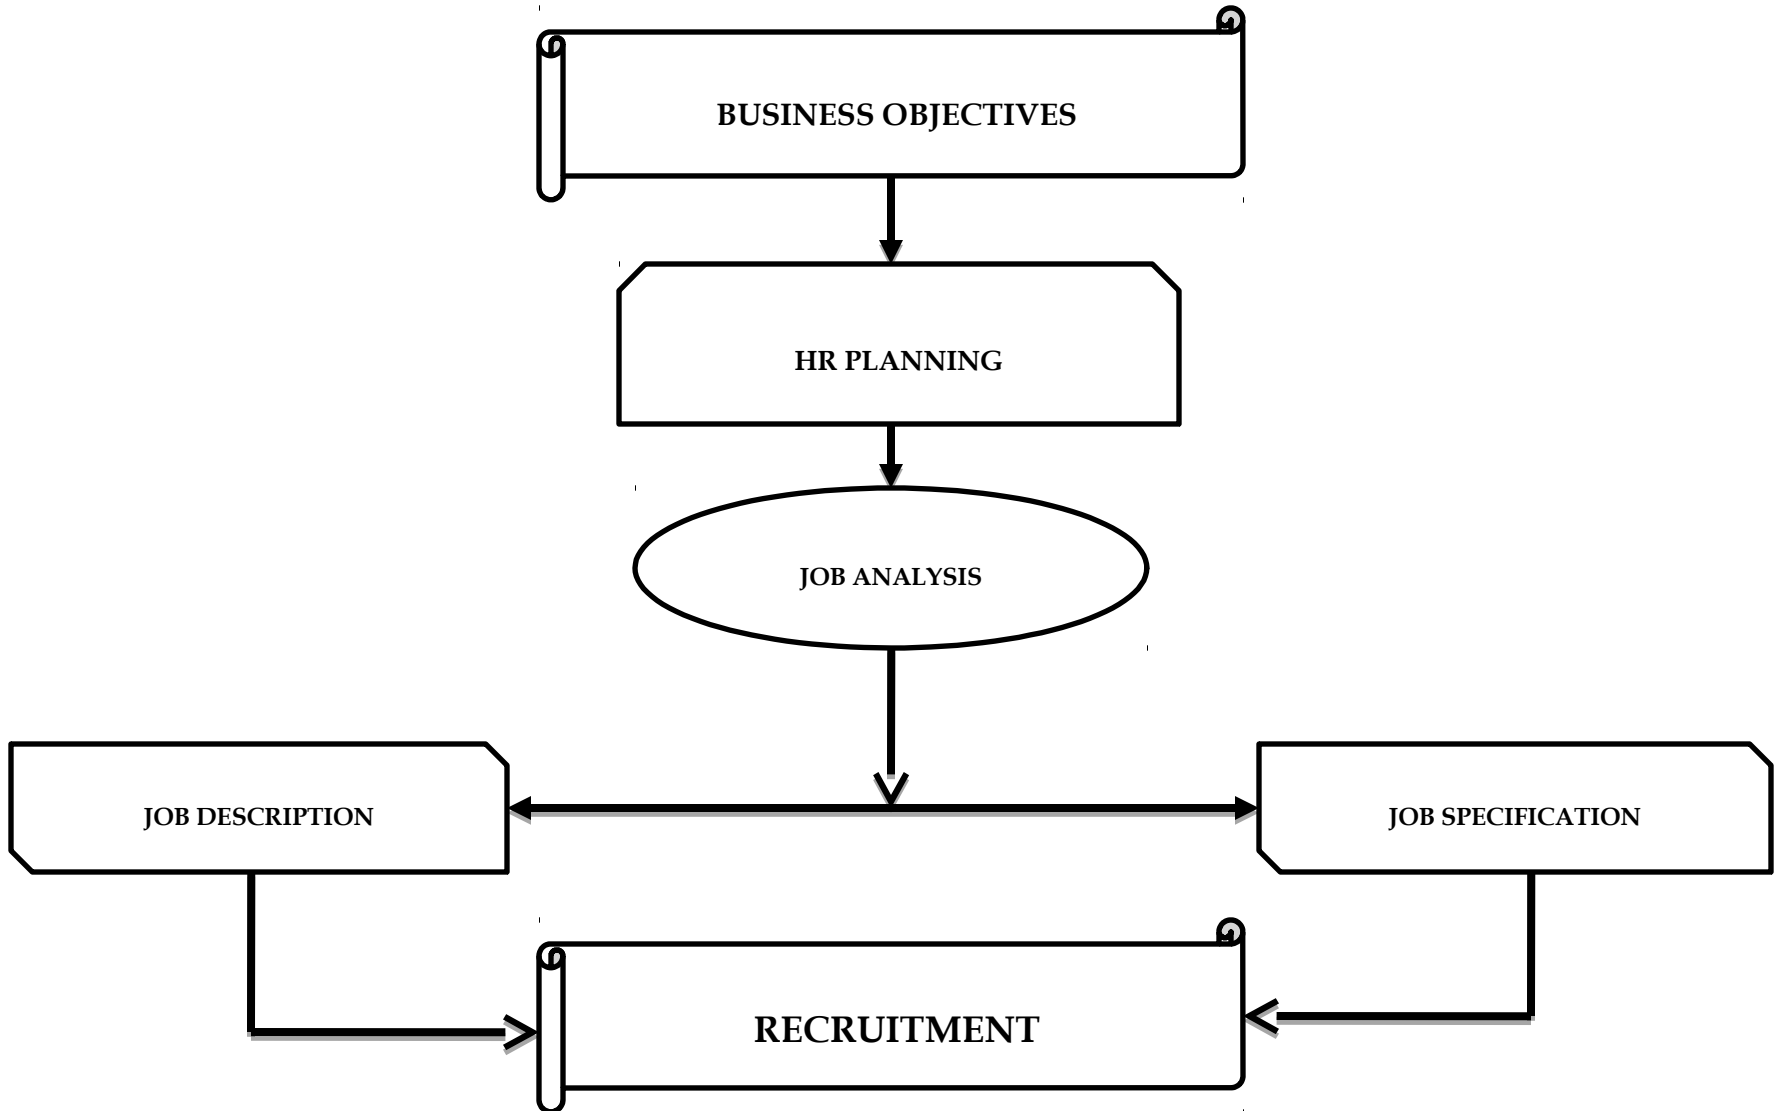 BUSINESS OBJECTIVES
HR PLANNING
JOB ANALYSIS
JOB DESCRIPTION
JOB SPECIFICATION
RECRUITMENT